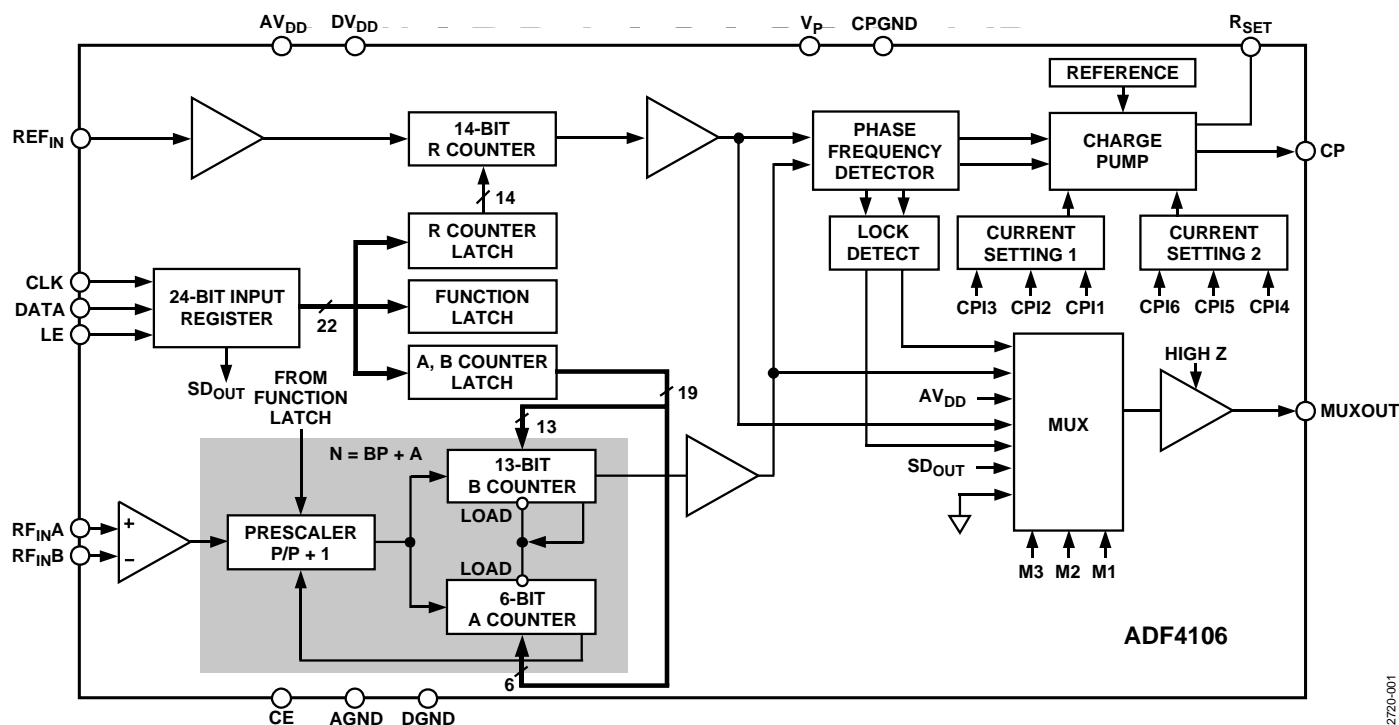 AVDD
DVDD
VP
CPGND
RSET
REFERENCE
REFIN
14-BIT
R COUNTER
PHASE
FREQUENCY
DETECTOR
CHARGE
PUMP
CP
14
R COUNTER
LATCH
LOCK
DETECT
CURRENT
SETTING 1
CURRENT
SETTING 2
CLK
DATA
LE
24-BIT INPUT
REGISTER
22
FUNCTION
LATCH
CPI3
CPI2
CPI1
CPI6
CPI5
CPI4
A, B COUNTER
LATCH
SDOUT
FROM
FUNCTION
LATCH
19
13
HIGH Z
AVDD
MUX
MUXOUT
SDOUT
N = BP + A
13-BIT
B COUNTER
LOAD
RFINA
RFINB
+
−
PRESCALER
P/P + 1
LOAD
6-BIT
A COUNTER
M3
M2
M1
6
ADF4106
CE
AGND
DGND
2720-001